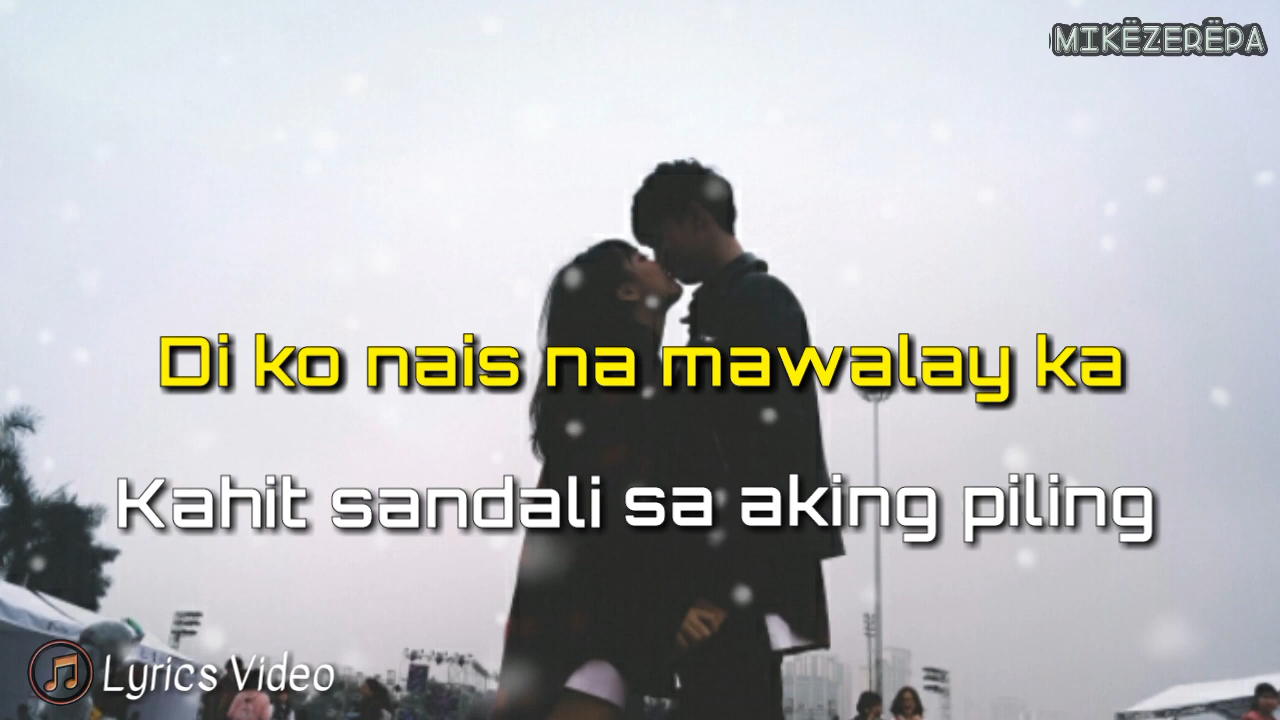 MIKËZERËPA
Di ko nais na mawalay ka
Kahit sandali sa aking piling
Lyrics Video